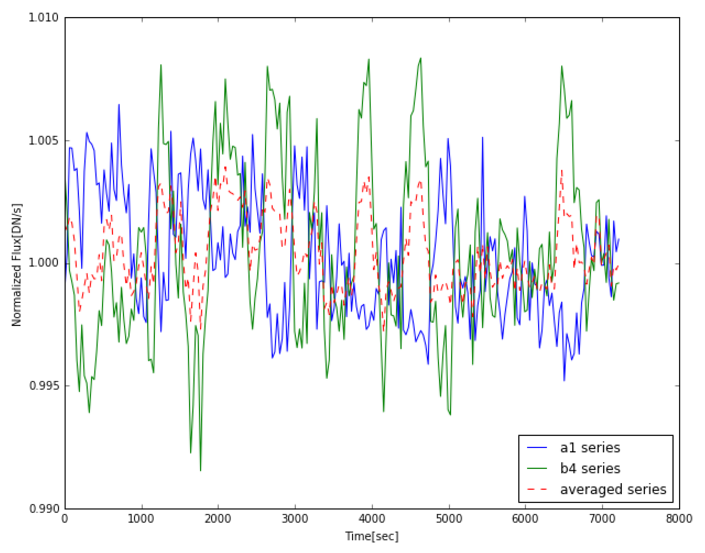 1.010
1.005
1.000
0.995
0.990
Normalized Flux[DN/s]
a1 series
b4 series
averaged series
0 1000 2000 3000 4000 5000 6000 7000 8000
Time[sec]